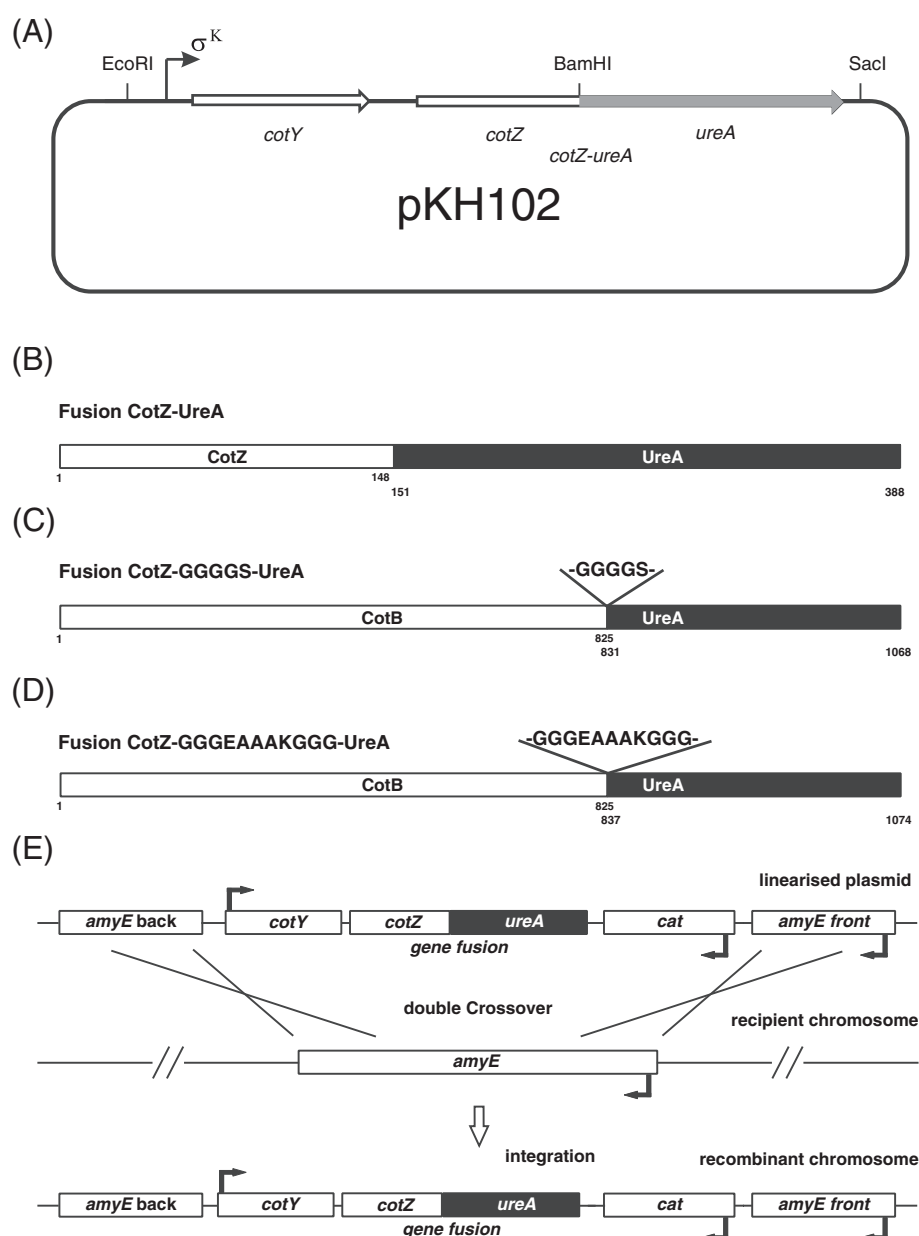 (A)
σ K
EcoRI
BamHI
SacI
cotY
cotZ
ureA
cotZ-ureA
pKH102
(B)
Fusion CotZ-UreA
CotZ
UreA
1
148
151
388
(C)
Fusion CotZ-GGGGS-UreA
-GGGGS-
CotB
UreA
1
825
831
1068
(D)
Fusion CotZ-GGGEAAAKGGG-UreA
-GGGEAAAKGGG-
CotB
UreA
1
825
837
1074
(E)
linearised plasmid
amyE back
cotY
cotZ
ureA
cat
amyE front
gene fusion
double Crossover
recipient chromosome
amyE
integration
recombinant chromosome
amyE back
cotY
cotZ
ureA
cat
amyE front
gene fusion